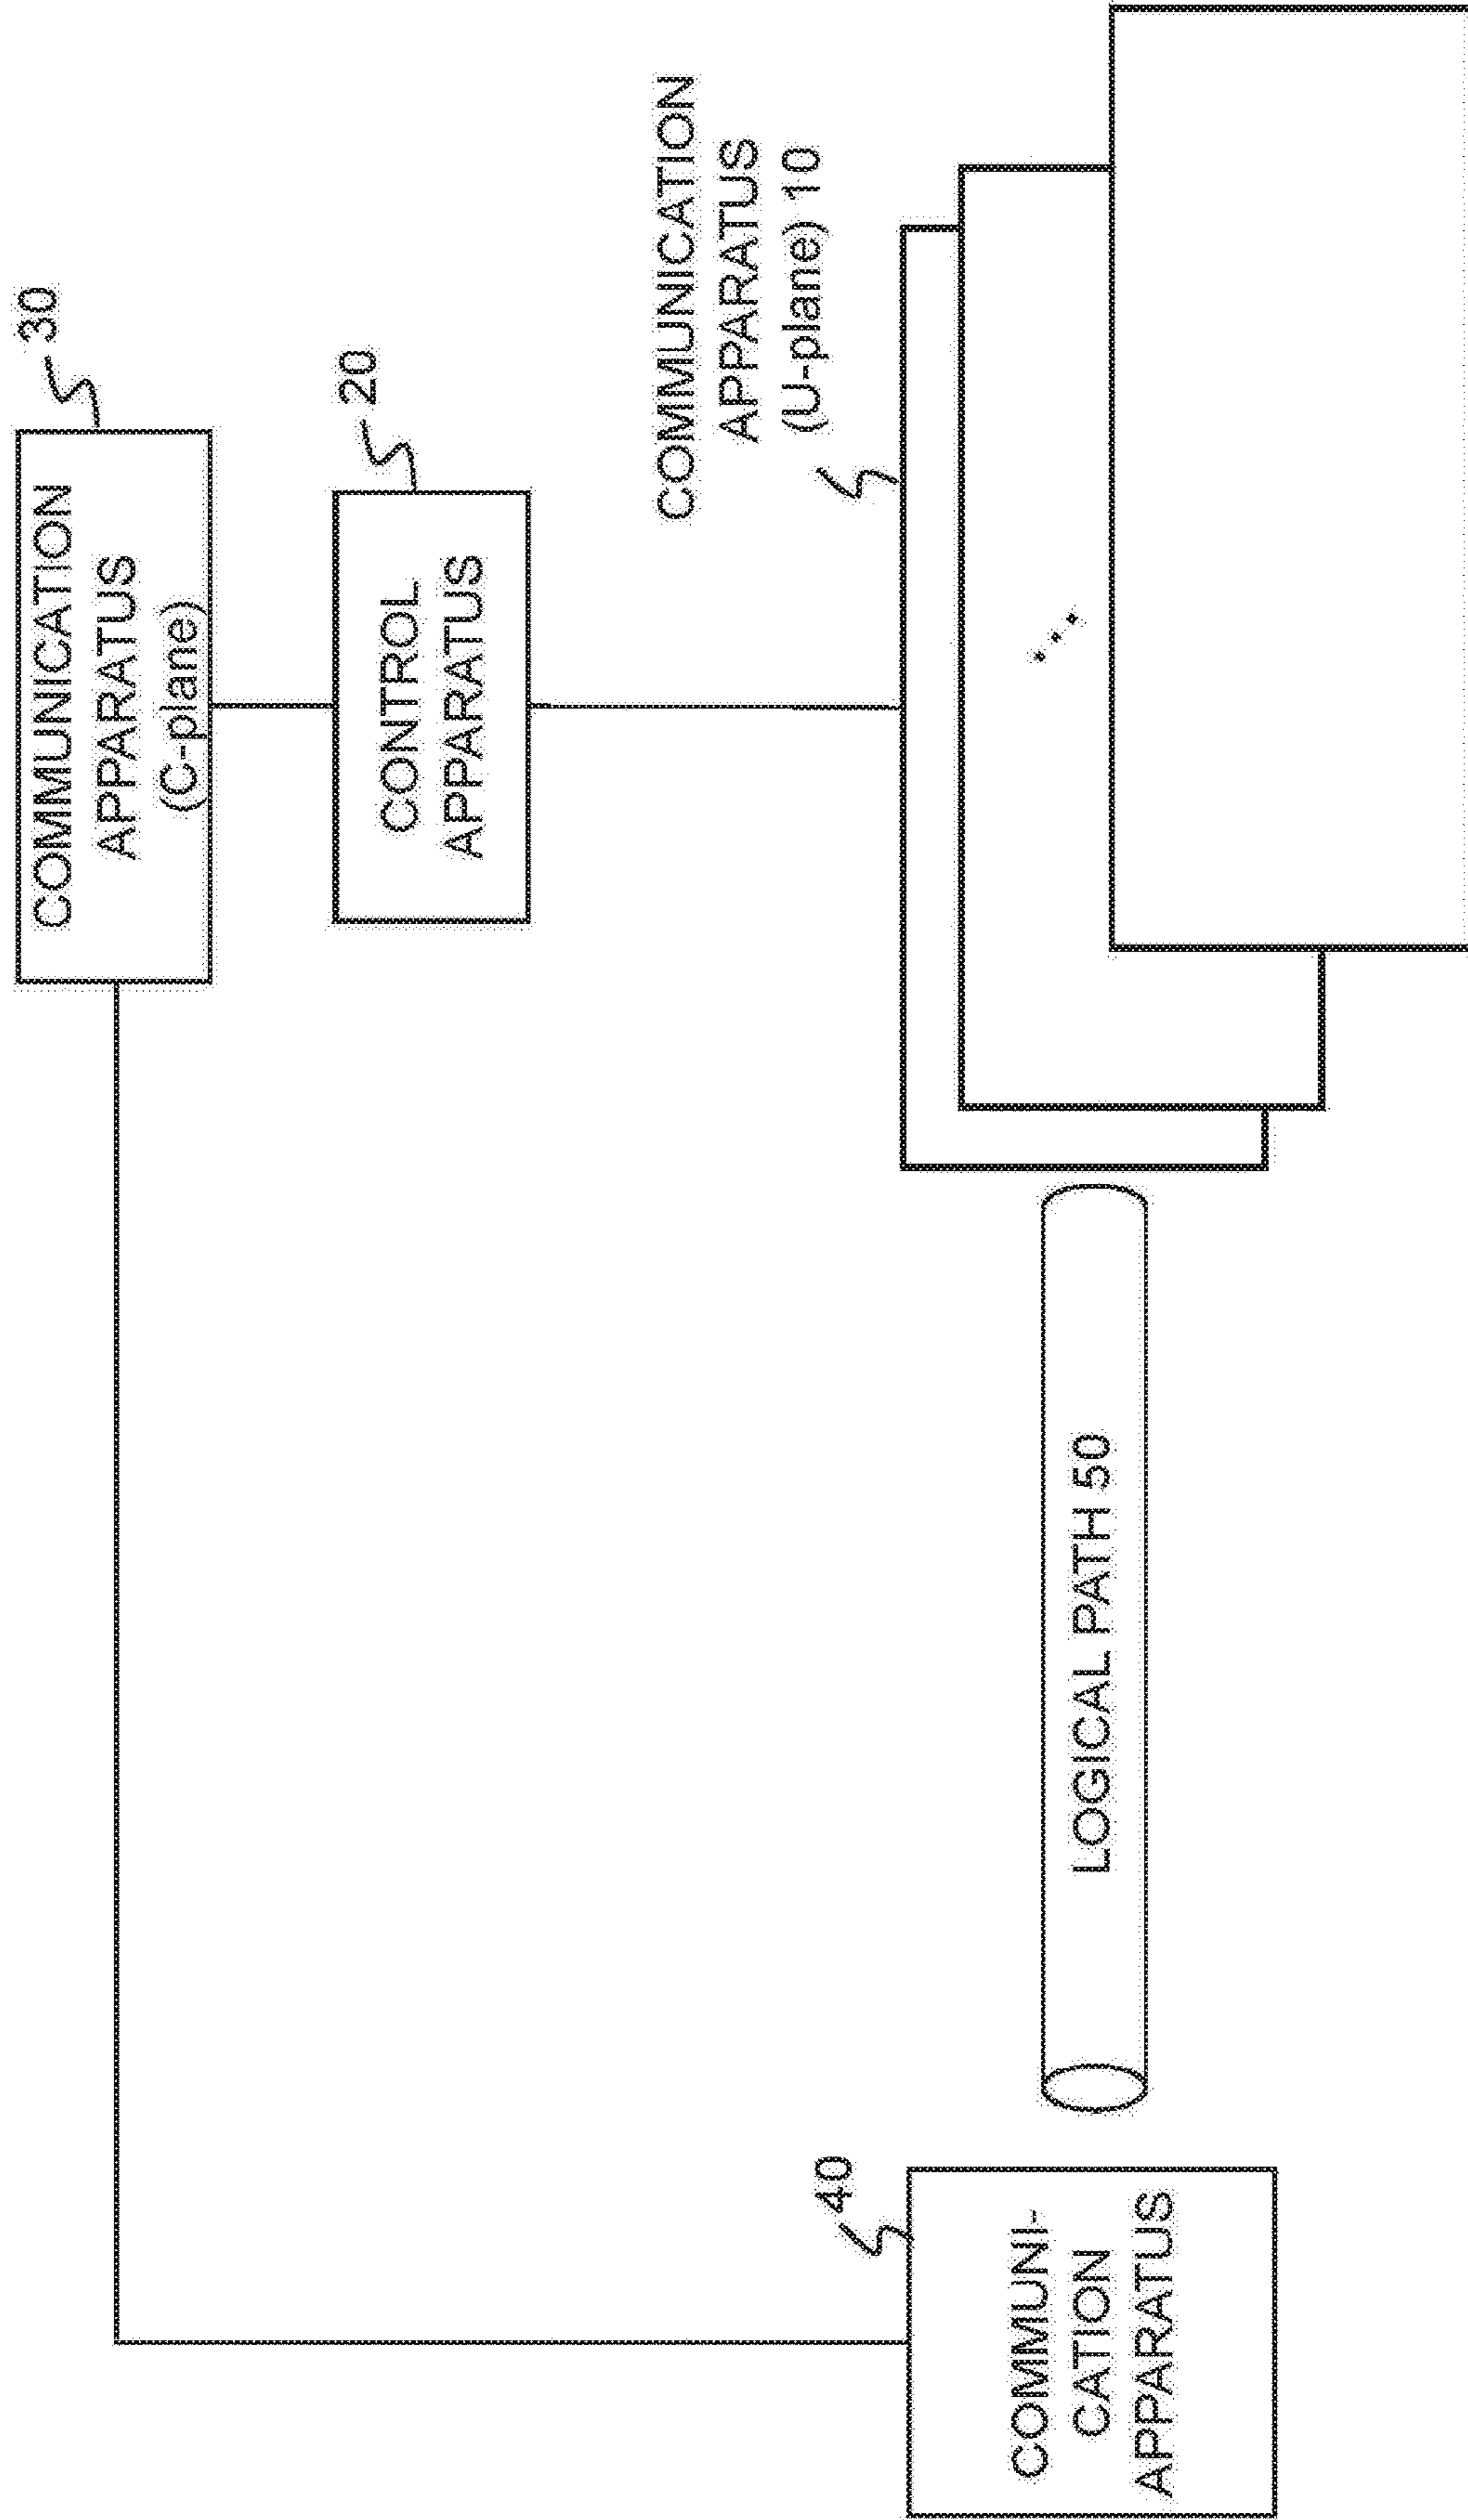 COMMUNICATION
APPARATUS
(C-plane)
30
CONTROL
APPARATUS
20
COMMUNICATION
APPARATUS
(U-plane) 10
40
COMMUNI-
CATION
APPARATUS
LOGICAL PATH 50